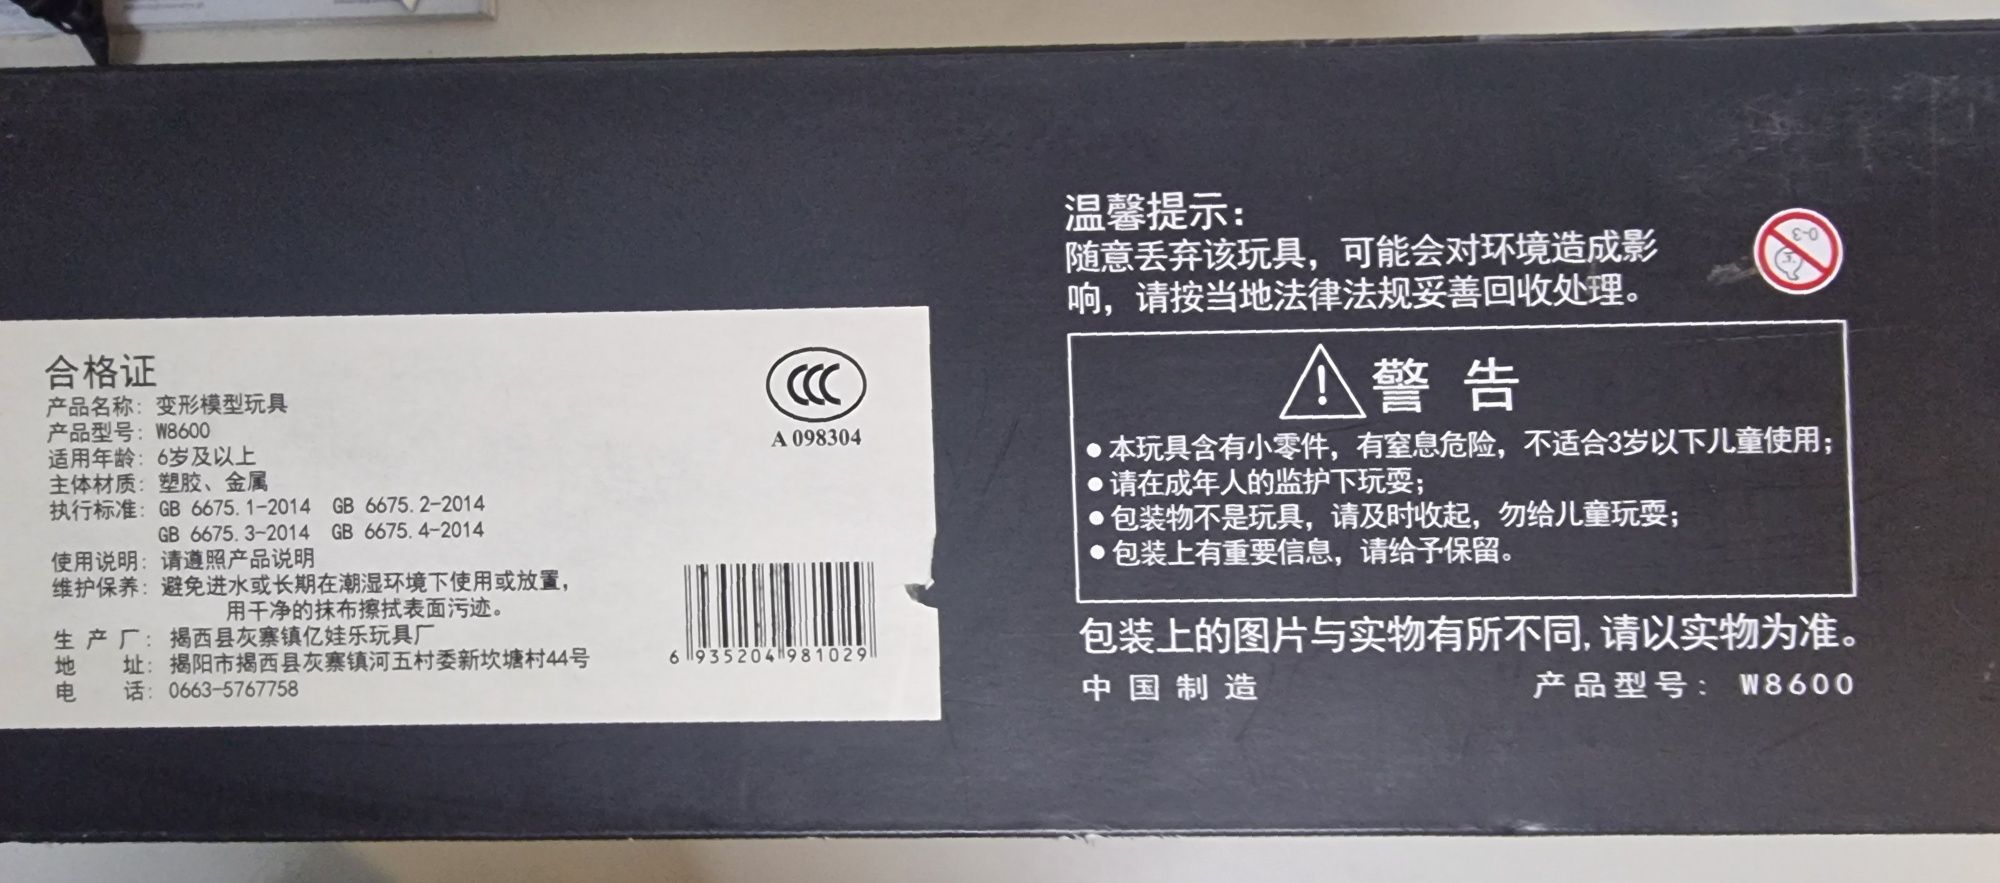 合格证
产品名称: 变形模型玩具
产品型号: W8600
适用年龄: 6岁及以上
主体材质: 塑胶、金属
执行标准: GB 6675.1-2014 GB 6675.2-2014
GB 6675.3-2014 GB 6675.4-2014
使用说明: 请遵照产品说明
维护保养: 避免进水或长期在潮湿环境下使用或放置，
用干净的抹布擦拭表面污迹。
生产厂: 揭西县灰寨镇亿娃乐玩具厂
地址: 揭阳市揭西县灰寨镇河五村委新坎塘村44号
电话: 0663-5767758
CCC
A 098304
6 935204 981029
温馨提示:
随意丢弃该玩具，可能会对环境造成影
响，请按当地法律法规妥善回收处理。
0-3
! 警告
●本玩具含有小零件，有窒息危险，不适合3岁以下儿童使用；
●请在成年人的监护下玩耍；
●包装物不是玩具，请及时收起，勿给儿童玩耍；
●包装上有重要信息，请给予保留。
包装上的图片与实物有所不同,请以实物为准。
中国制造 产品型号: W8600